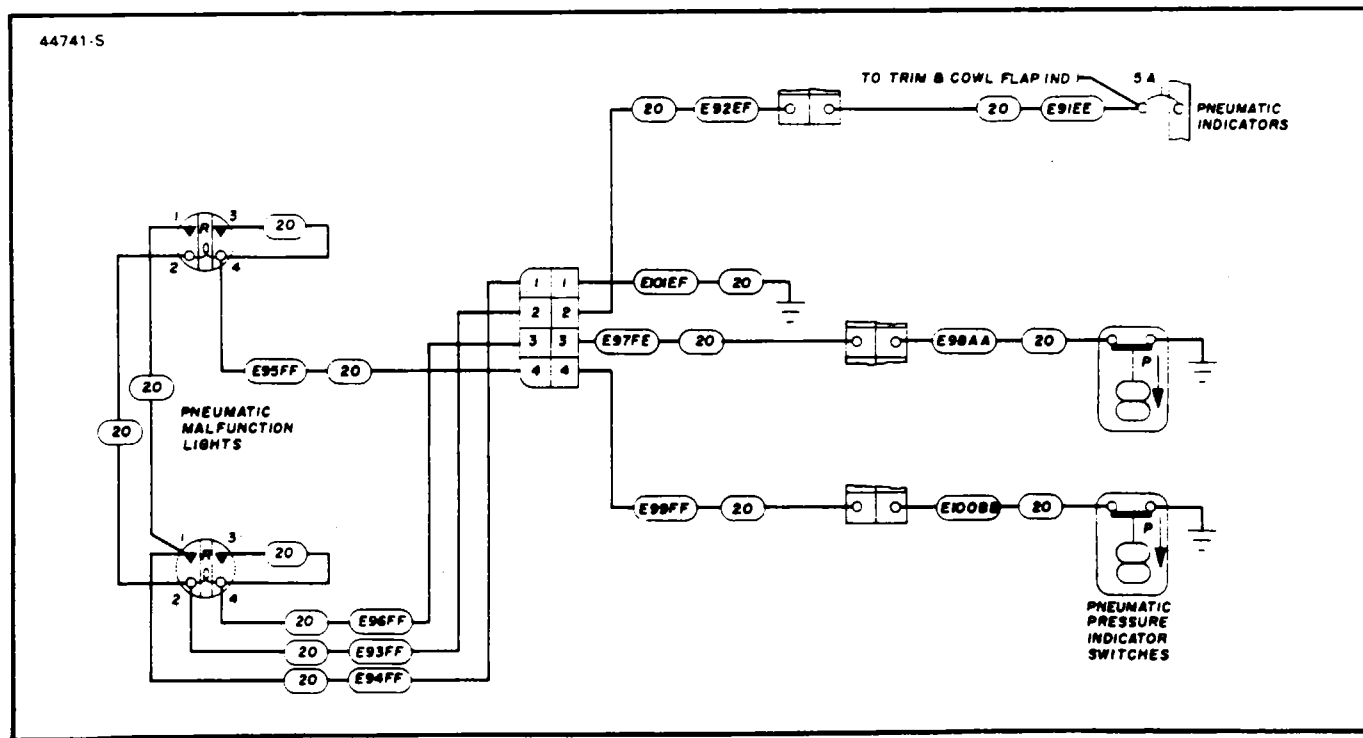 44741-S
TO TRIM & COWL FLAP IND
5 A
20
E92EF
20
E91EE
PNEUMATIC
INDICATORS
1
3
R
20
2
4
1
1
E101EF
20
2
2
3
3
E97FE
20
E98AA
20
4
4
P
E95FF
20
20
PNEUMATIC
MALFUNCTION
LIGHTS
20
E99FF
20
E100BB
20
P
1
3
R
20
2
4
20
E96FF
20
E93FF
20
E94FF
PNEUMATIC
PRESSURE
INDICATOR
SWITCHES